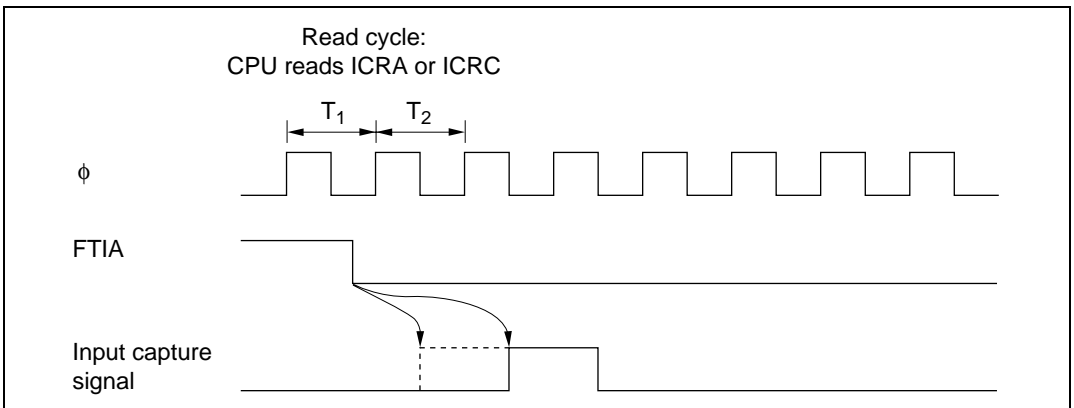 Read cycle:
CPU reads ICRA or ICRC
T1 T2
ϕ
FTIA
Input capture
signal